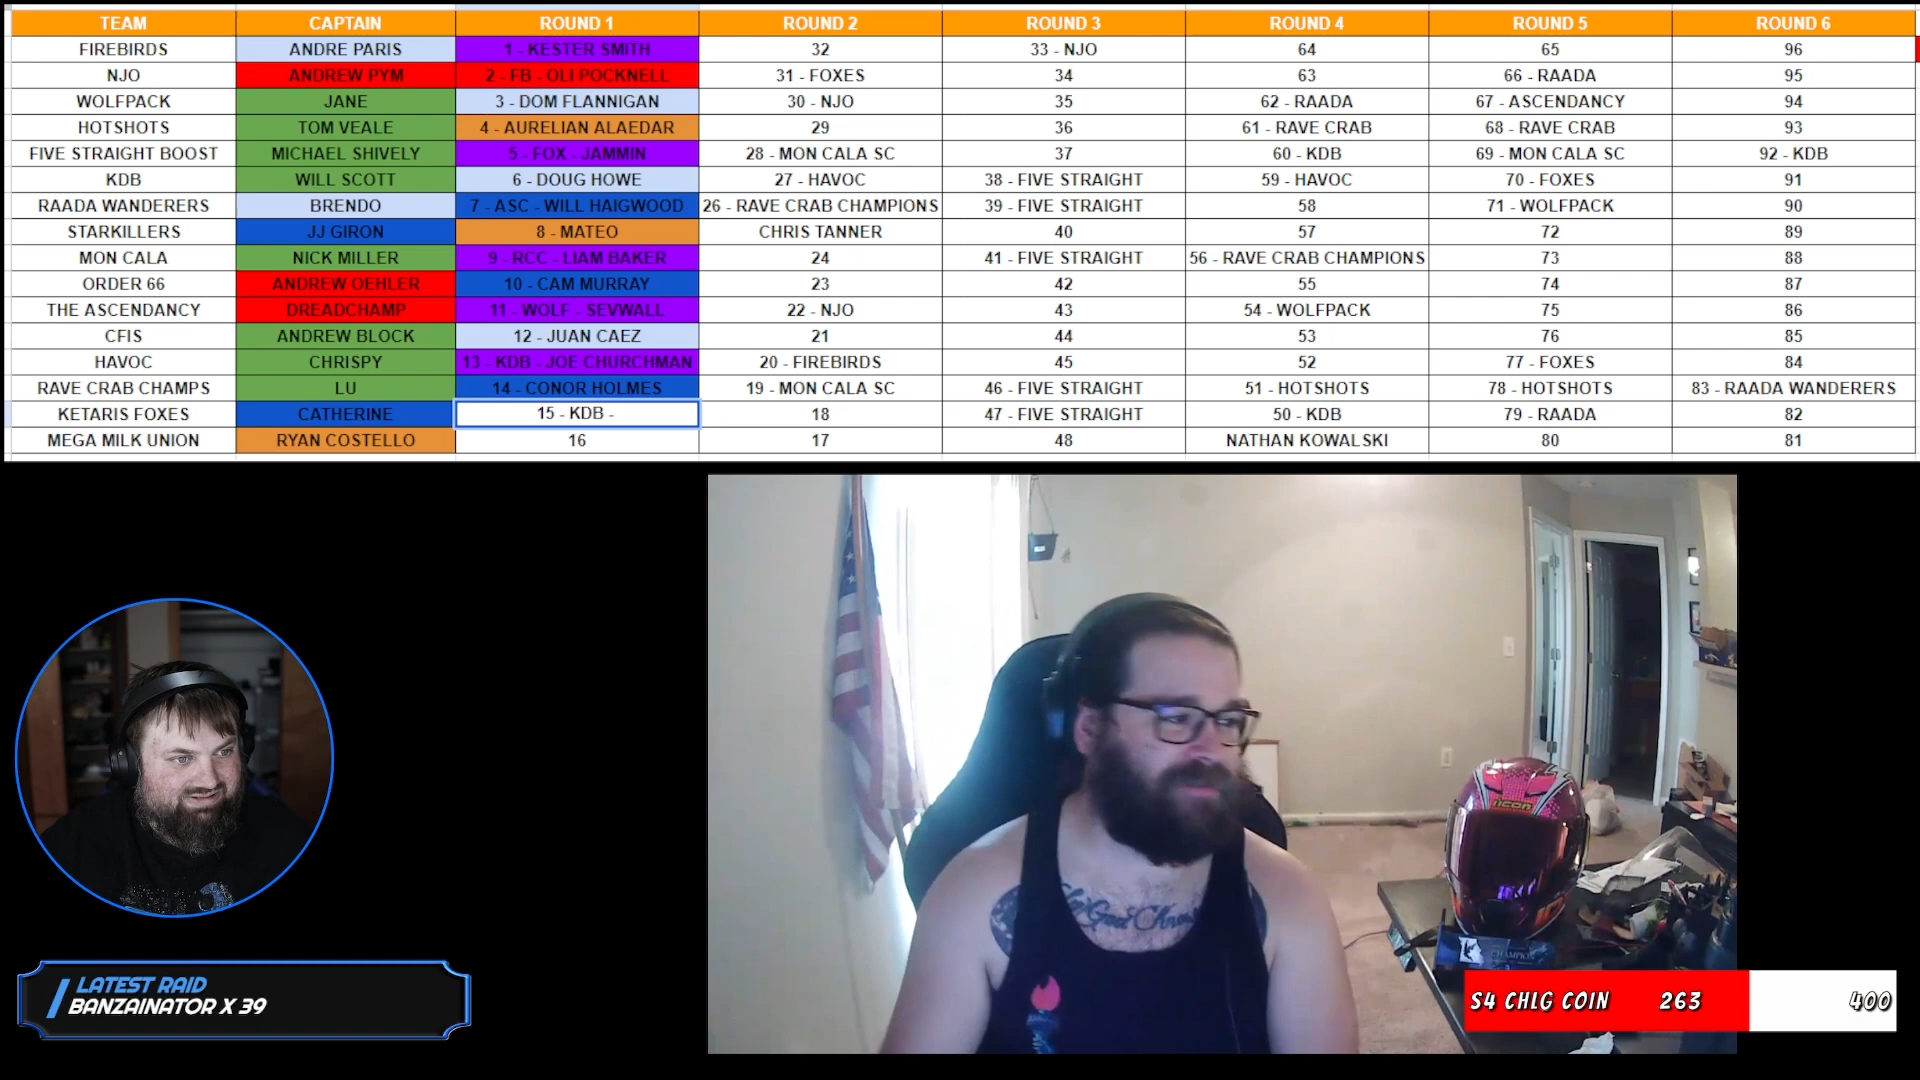 TEAM CAPTAIN ROUND 1 ROUND 2 ROUND 3 ROUND 4 ROUND 5 ROUND 6
FIREBIRDS ANDRE PARIS 1 - KESTER SMITH 32 33 - NJO 64 65 96
NJO ANDREW PYM 2 - FB - OLI POCKNELL 31 - FOXES 34 63 66 - RAADA 95
WOLFPACK JANE 3 - DOM FLANNIGAN 30 - NJO 35 62 - RAADA 67 - ASCENDANCY 94
HOTSHOTS TOM VEALE 4 - AURELIAN ALAEDAR 29 36 61 - RAVE CRAB 68 - RAVE CRAB 93
FIVE STRAIGHT BOOST MICHAEL SHIVELY 5 - FOX - JAMMIN 28 - MON CALA SC 37 60 - KDB 69 - MON CALA SC 92 - KDB
KDB WILL SCOTT 6 - DOUG HOWE 27 - HAVOC 38 - FIVE STRAIGHT 59 - HAVOC 70 - FOXES 91
RAADA WANDERERS BRENDO 7 - ASC - WILL HAIGWOOD 26 - RAVE CRAB CHAMPIONS 39 - FIVE STRAIGHT 58 71 - WOLFPACK 90
STARKILLERS JJ GIRON 8 - MATEO CHRIS TANNER 40 57 72 89
MON CALA NICK MILLER 9 - RCC - LIAM BAKER 24 41 - FIVE STRAIGHT 56 - RAVE CRAB CHAMPIONS 73 88
ORDER 66 ANDREW OEHLER 10 - CAM MURRAY 23 42 55 74 87
THE ASCENDANCY DREADCHAMP 11 - WOLF - SEVWALL 22 - NJO 43 54 - WOLFPACK 75 86
CFIS ANDREW BLOCK 12 - JUAN CAEZ 21 44 53 76 85
HAVOC CHRISPY 13 - KDB - JOE CHURCHMAN 20 - FIREBIRDS 45 52 77 - FOXES 84
RAVE CRAB CHAMPS LU 14 - CONOR HOLMES 19 - MON CALA SC 46 - FIVE STRAIGHT 51 - HOTSHOTS 78 - HOTSHOTS 83 - RAADA WANDERERS
KETARIS FOXES CATHERINE 15 - KDB - 18 47 - FIVE STRAIGHT 50 - KDB 79 - RAADA 82
MEGA MILK UNION RYAN COSTELLO 16 17 48 NATHAN KOWALSKI 80 81
ICON
God
CHAMPION
LATEST RAID
BANZAINATOR X 39
S4 CHLG COIN 263 400